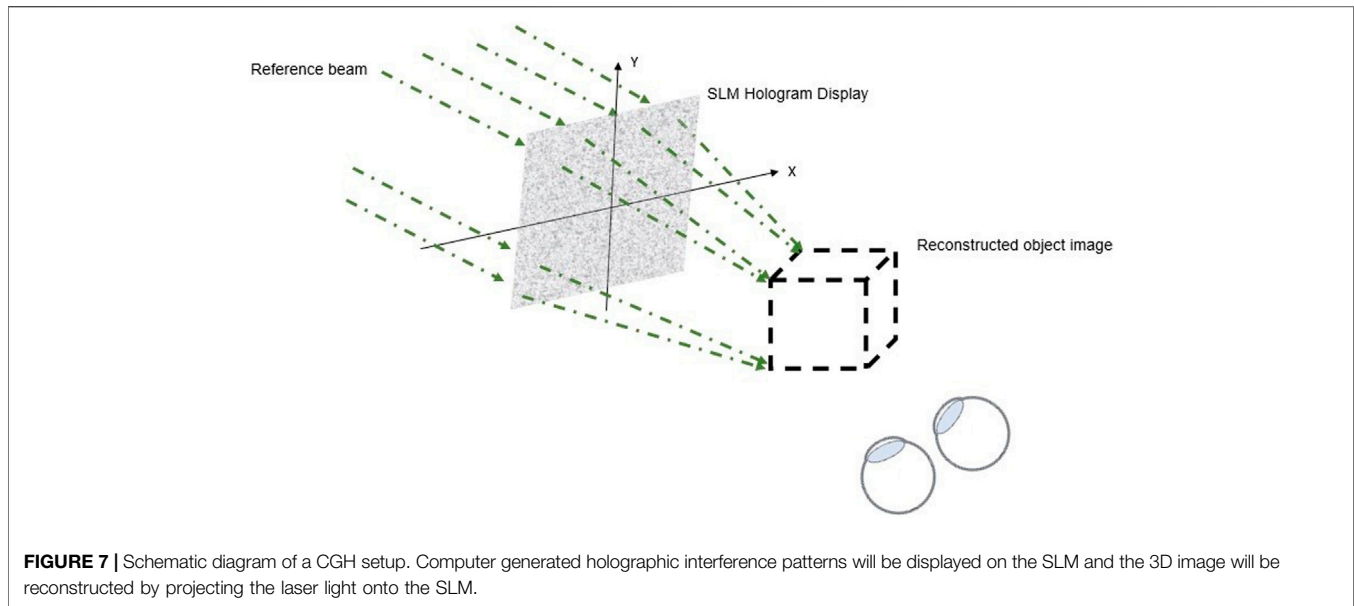 Reference beam
Y
SLM Hologram Display
X
Reconstructed object image
FIGURE 7 | Schematic diagram of a CGH setup. Computer generated holographic interference patterns will be displayed on the SLM and the 3D image will be
reconstructed by projecting the laser light onto the SLM.